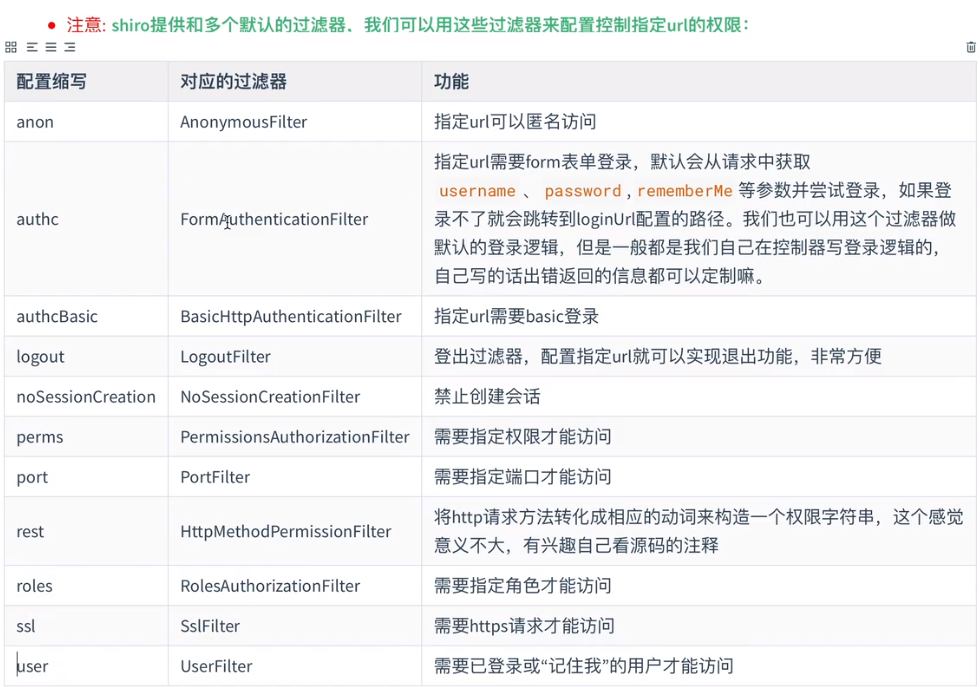 注意: shiro提供和多个默认的过滤器、我们可以用这些过滤器来配置控制指定url的权限：
配置缩写 对应的过滤器 功能
anon AnonymousFilter 指定url可以匿名访问
指定url需要form表单登录，默认会从请求中获取
username 、 password ,rememberMe 等参数并尝试登录，如果登
authc FormAuthenticationFilter 录不了就会跳转到loginUrl配置的路径。我们也可以用这个过滤器做
默认的登录逻辑，但是一般都是我们自己在控制器写登录逻辑的，
自己写的话出错返回的信息都可以定制嘛。
authcBasic BasicHttpAuthenticationFilter 指定url需要basic登录
logout LogoutFilter 登出过滤器，配置指定url就可以实现退出功能，非常方便
noSessionCreation NoSessionCreationFilter 禁止创建会话
perms PermissionsAuthorizationFilter 需要指定权限才能访问
port PortFilter 需要指定端口才能访问
将http请求方法转化成相应的动词来构造一个权限字符串，这个感觉
rest HttpMethodPermissionFilter 意义不大，有兴趣自己看源码的注释
roles RolesAuthorizationFilter 需要指定角色才能访问
ssl SslFilter 需要https请求才能访问
user UserFilter 需要已登录或“记住我”的用户才能访问